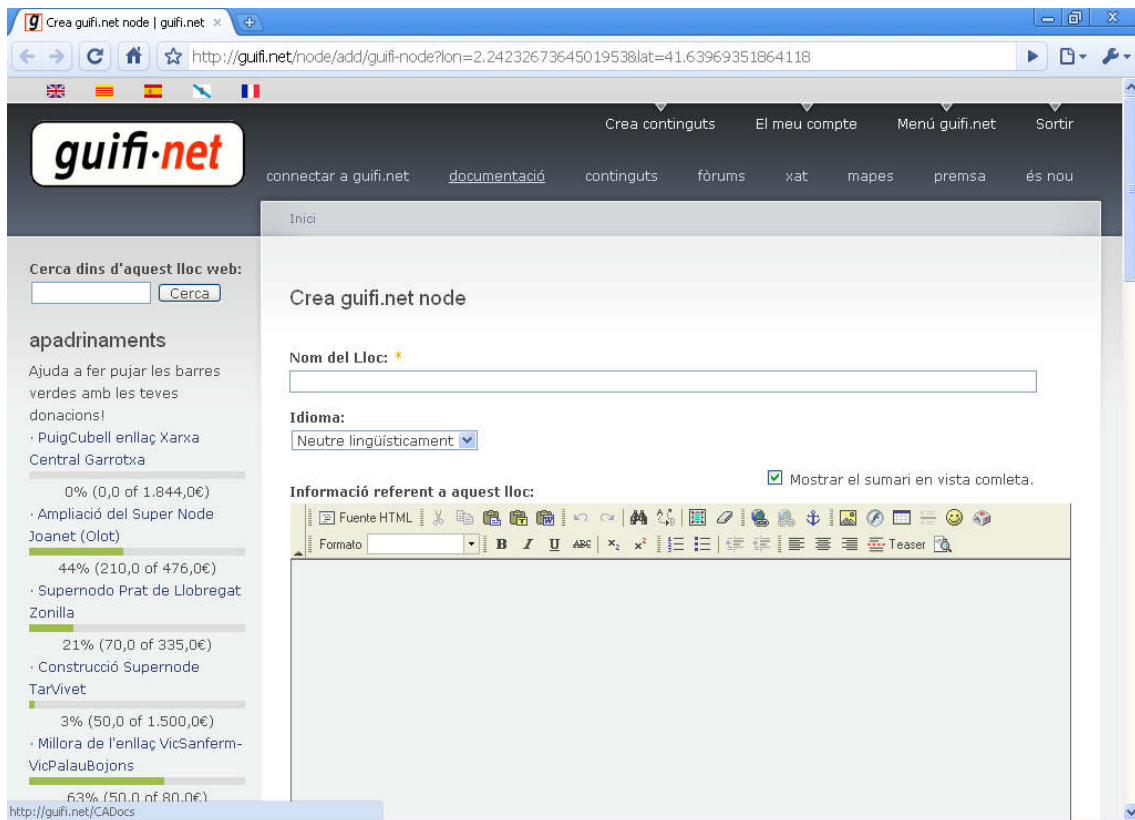 Crea guifi.net node | guifi.net
http://guifi.net/node/add/guifi-node?lon=2.2423267364501953&lat=41.63969351864118
guifi·net
Crea continguts El meu compte Menú guifi.net Sortir
connectar a guifi.net documentació continguts fòrums xat mapes premsa és nou
Inici
Cerca dins d'aquest lloc web:
Cerca
apadrinaments
Ajuda a fer pujar les barres
verdes amb les teves
donacions!
· PuigCubell enllaç Xarxa
Central Garrotxa
0% (0,0 of 1.844,0€)
· Ampliació del Super Node
Joanet (Olot)
44% (210,0 of 476,0€)
· Supernodo Prat de Llobregat
Zonilla
21% (70,0 of 335,0€)
· Construcció Supernode
TarVivet
3% (50,0 of 1.500,0€)
· Millora de l'enllaç VicSanferm-
VicPalauBojons
63% (50,0 of 80,0€)
Crea guifi.net node
Nom del Lloc: *
Idioma:
Neutre lingüísticament
Mostrar el sumari en vista comleta.
Informació referent a aquest lloc:
Fuente HTML
Formato B I U ABC x₂ x² Teaser
http://guifi.net/CADocs